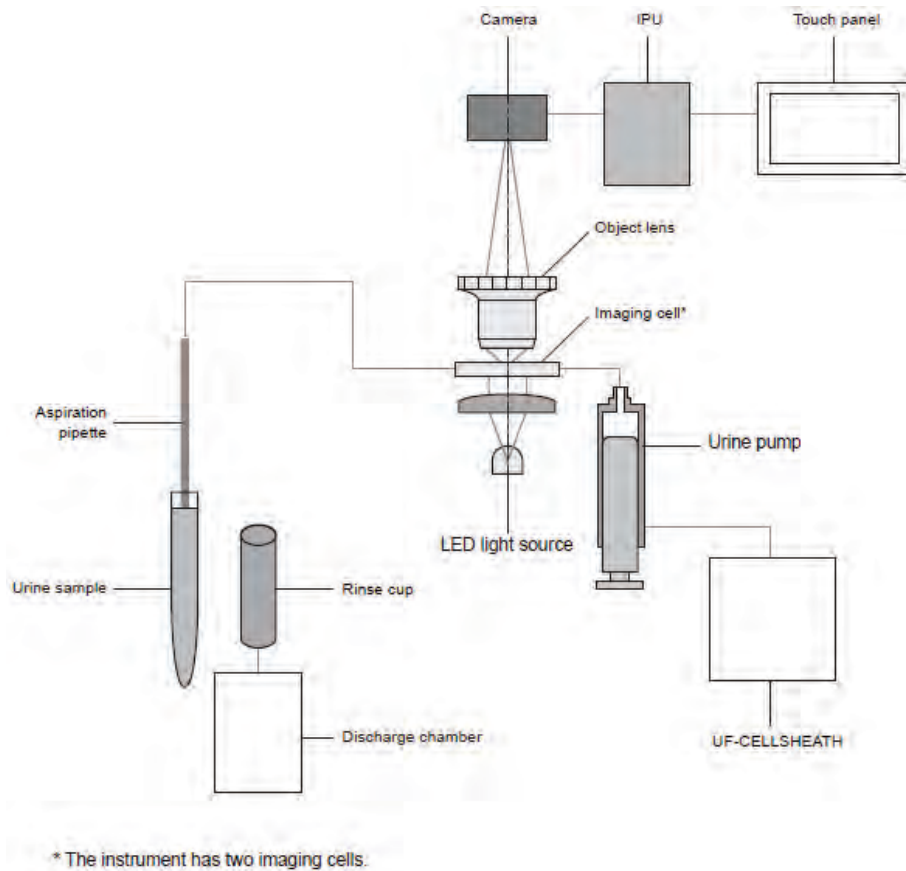 Camera
IPU
Touch panel
Object lens
Imaging cell*
Aspiration
pipette
Urine pump
LED light source
Urine sample
Rinse cup
Discharge chamber
UF-CELLSHEATH
* The instrument has two imaging cells.